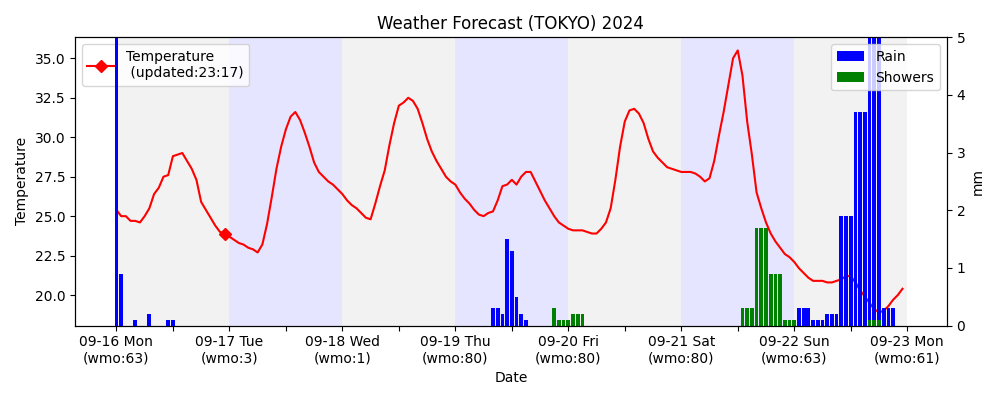 Weather Forecast (TOKYO) 2024
Temperature
(updated:23:17)
Rain
Showers
Temperature
35.0
32.5
30.0
27.5
25.0
22.5
20.0
5
4
3
2
1
0
mm
09-16 Mon
(wmo:63)
09-17 Tue
(wmo:3)
09-18 Wed
(wmo:1)
09-19 Thu
(wmo:80)
09-20 Fri
(wmo:80)
09-21 Sat
(wmo:80)
09-22 Sun
(wmo:63)
09-23 Mon
(wmo:61)
Date